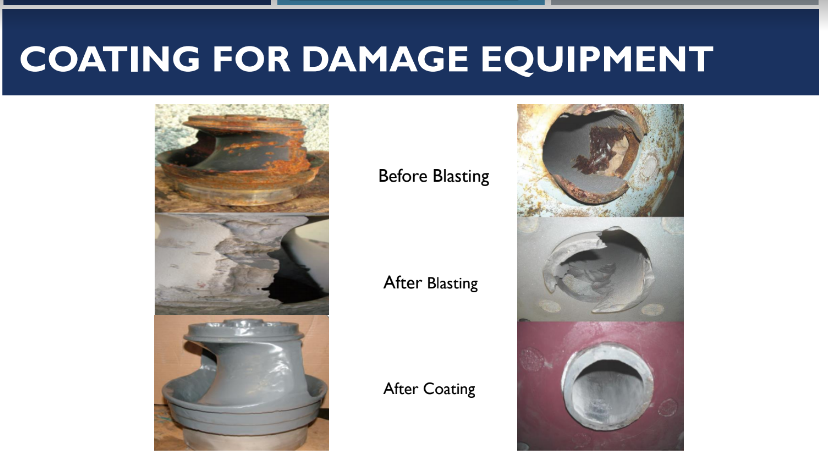 COATING FOR DAMAGE EQUIPMENT
Before Blasting
After Blasting
After Coating